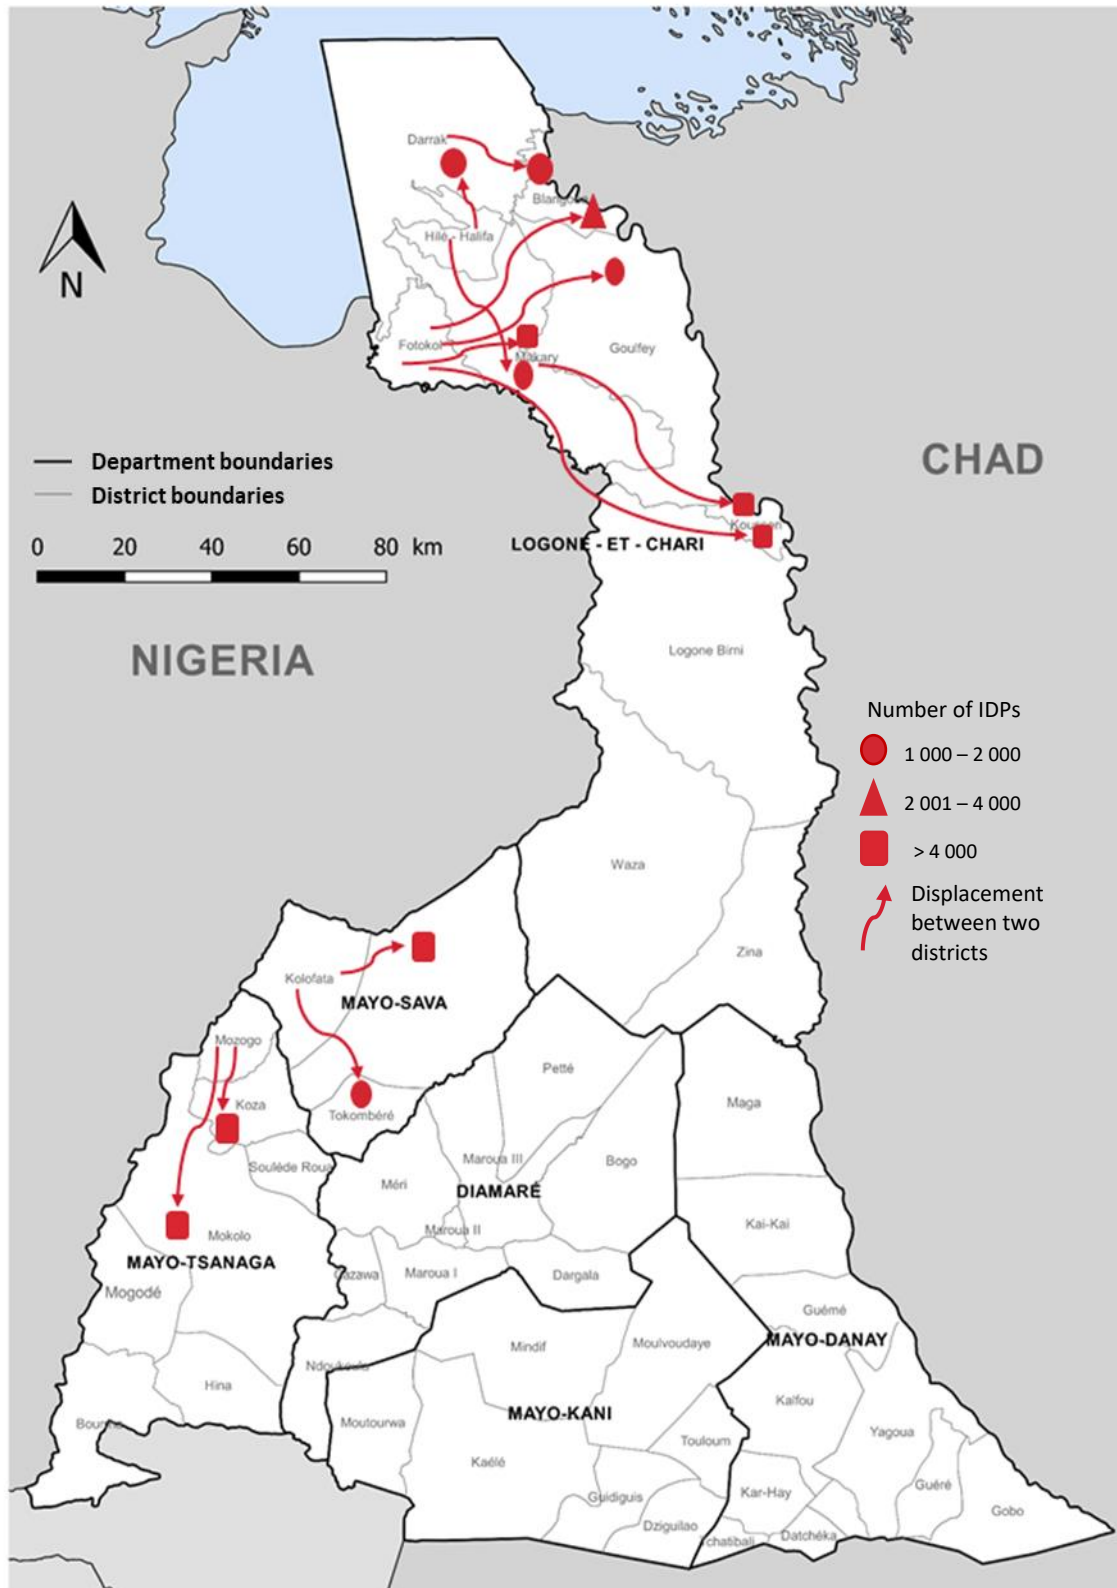 Darrak
Blangoua
Hilé - Halifa
N
Fotokol
Makary
Goulfey
CHAD
Department boundaries
District boundaries
0 20 40 60 80 km
Kousseri
LOGONE - ET - CHARI
NIGERIA
Logone Birni
Number of IDPs
1 000 – 2 000
2 001 – 4 000
> 4 000
Displacement
between two
districts
Waza
Zina
Kolofata
MAYO-SAVA
Mozogo
Petté
Koza
Tokombéré
Maga
Maroua III
Souléde Roua
Méri
Bogo
DIAMARÉ
Mokolo
Maroua II
Kai-Kai
MAYO-TSANAGA
Gazawa
Maroua I
Dargala
Mogodé
Guémé
Mindif
Moulvoudaye
MAYO-DANAY
Ndoukoula
Hina
Kaïfou
MAYO-KANI
Bourrha
Moutourwa
Touloum
Yagoua
Kaélé
Guéré
Guidiguis
Kar-Hay
Gobo
Dziguilao
Datchéka
Tchatibali